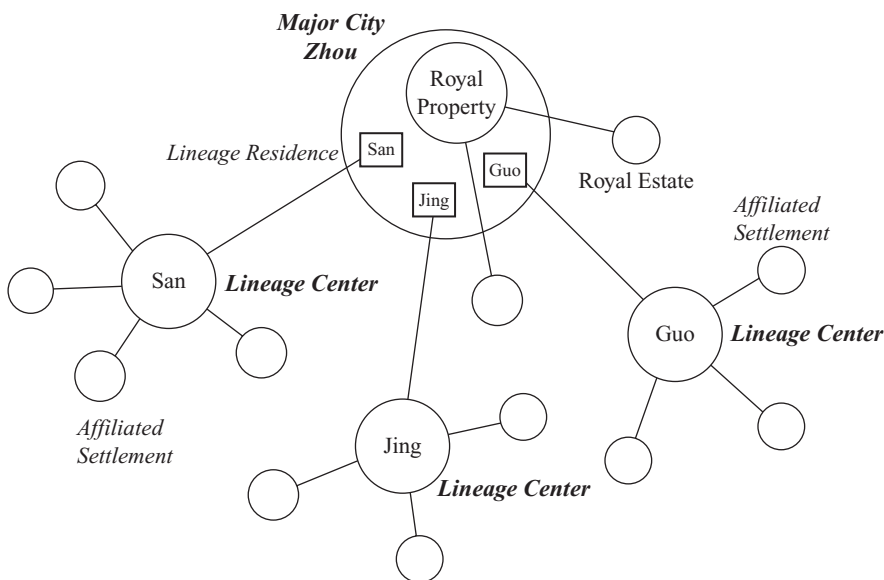 Major City
Zhou
Royal
Property
Lineage Residence
San
Guo
Jing
Royal Estate
Affiliated
Settlement
San
Lineage Center
Guo
Lineage Center
Affiliated
Settlement
Jing
Lineage Center